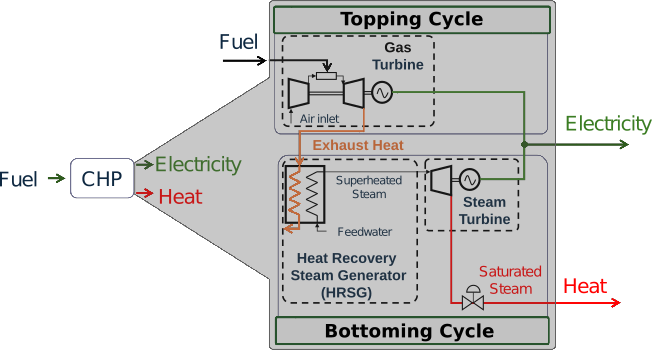 Topping Cycle
Fuel
Gas
Turbine
Air inlet
Electricity
Exhaust Heat
Fuel
CHP
Electricity
Heat
Superheated
Steam
Feedwater
Steam
Turbine
Heat Recovery
Steam Generator
(HRSG)
Saturated
Steam
Heat
Bottoming Cycle